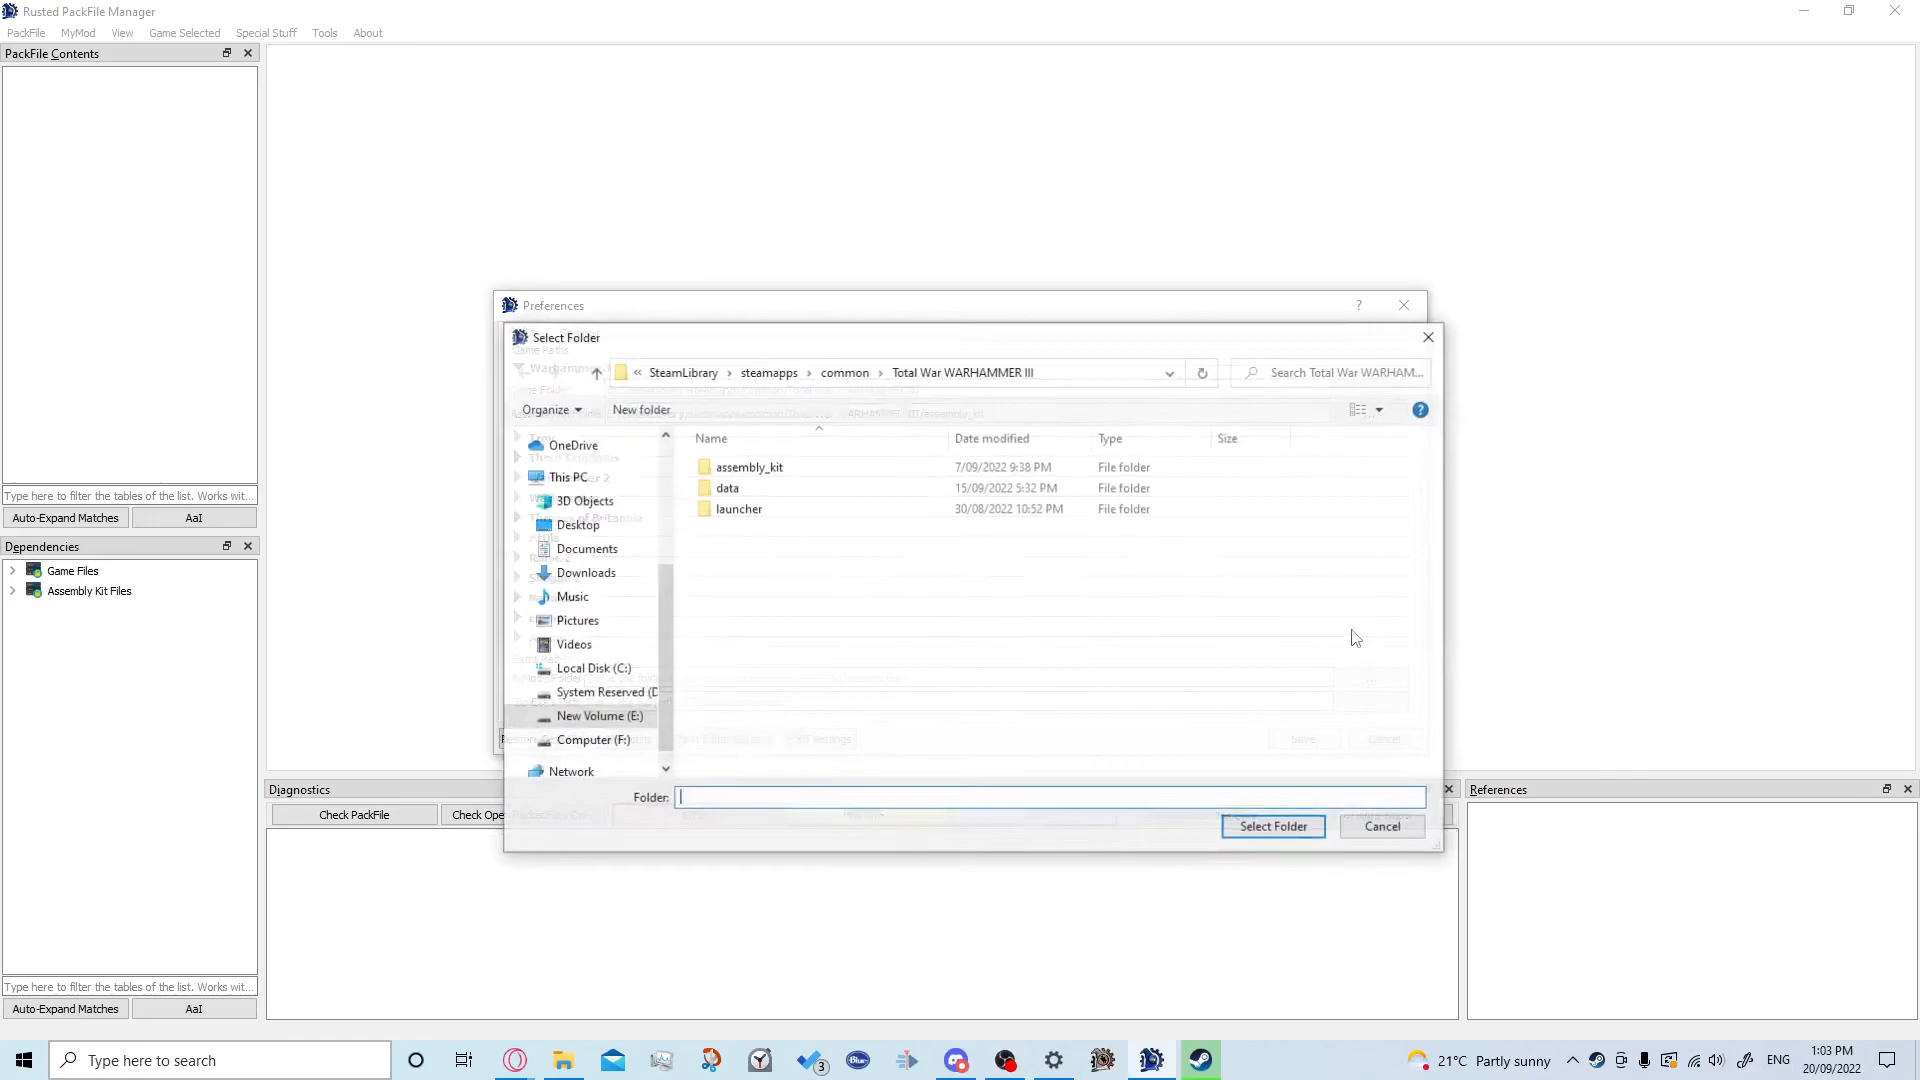 Rusted PackFile Manager
PackFile MyMod View Game Selected Special Stuff Tools About
PackFile Contents
Type here to filter the tables of the list. Works wit...
Auto-Expand Matches AaI
Dependencies
Game Files
Assembly Kit Files
Type here to filter the tables of the list. Works wit...
Auto-Expand Matches AaI
Preferences ?
Select Folder
Game Paths
« SteamLibrary › steamapps › common › Total War WARHAMMER III
Search Total War WARHAM...
Organize New folder
Name Date modified Type Size
OneDrive
This PC
3D Objects
Desktop
Documents
Downloads
Music
Pictures
Videos
Local Disk (C:)
System Reserved (D
New Volume (E:)
Computer (F:)
Network
assembly_kit 7/09/2022 9:38 PM File folder
data 15/09/2022 5:32 PM File folder
launcher 30/08/2022 10:52 PM File folder
Save Cancel
Folder:
Select Folder Cancel
Diagnostics
Check PackFile Check Ope
References
Type here to search
3
21°C Partly sunny
ENG
1:03 PM
20/09/2022